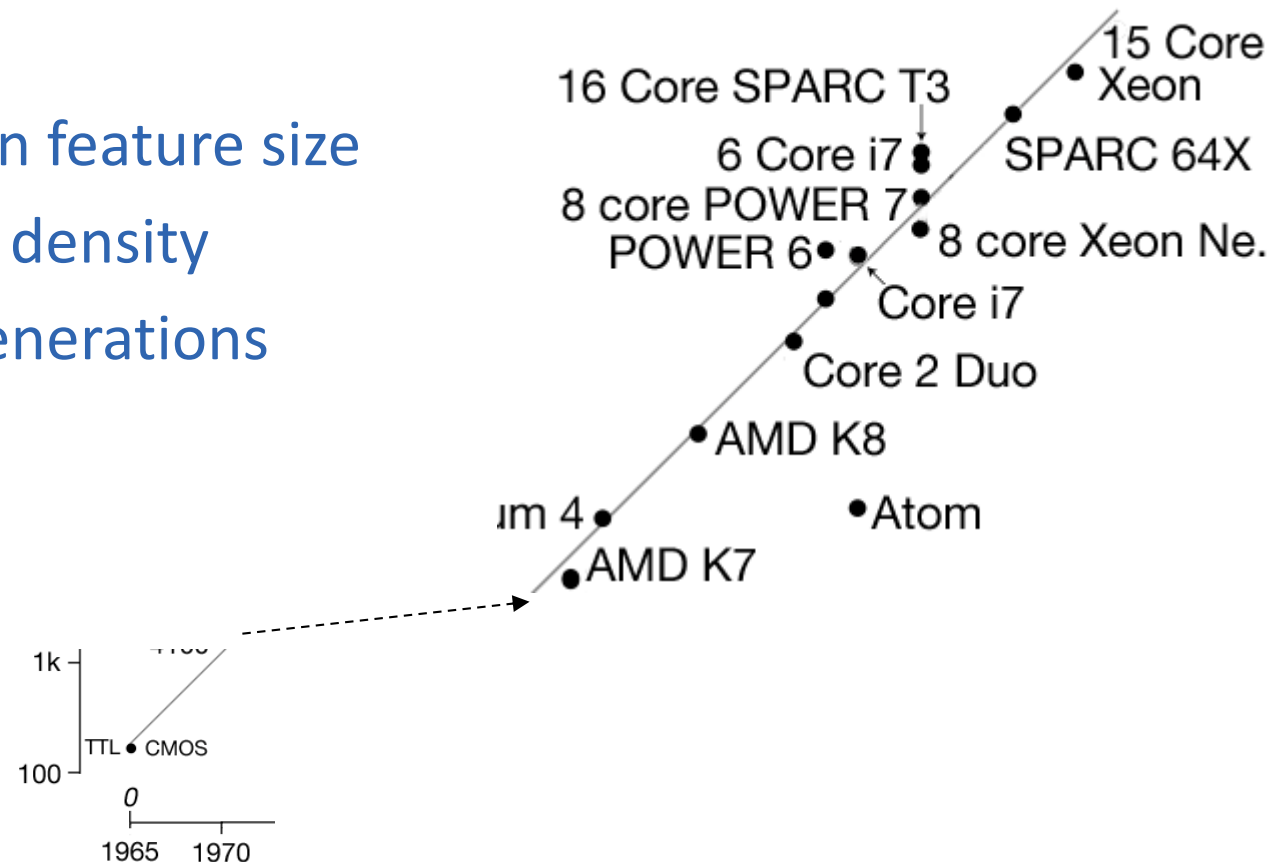 n feature size
density
enerations
15 Core
Xeon
16 Core SPARC T3
6 Core i7
SPARC 64X
8 core POWER 7
8 core Xeon Ne.
POWER 6
Core i7
Core 2 Duo
AMD K8
um 4
Atom
AMD K7
1k
TTL CMOS
100
0
1965 1970